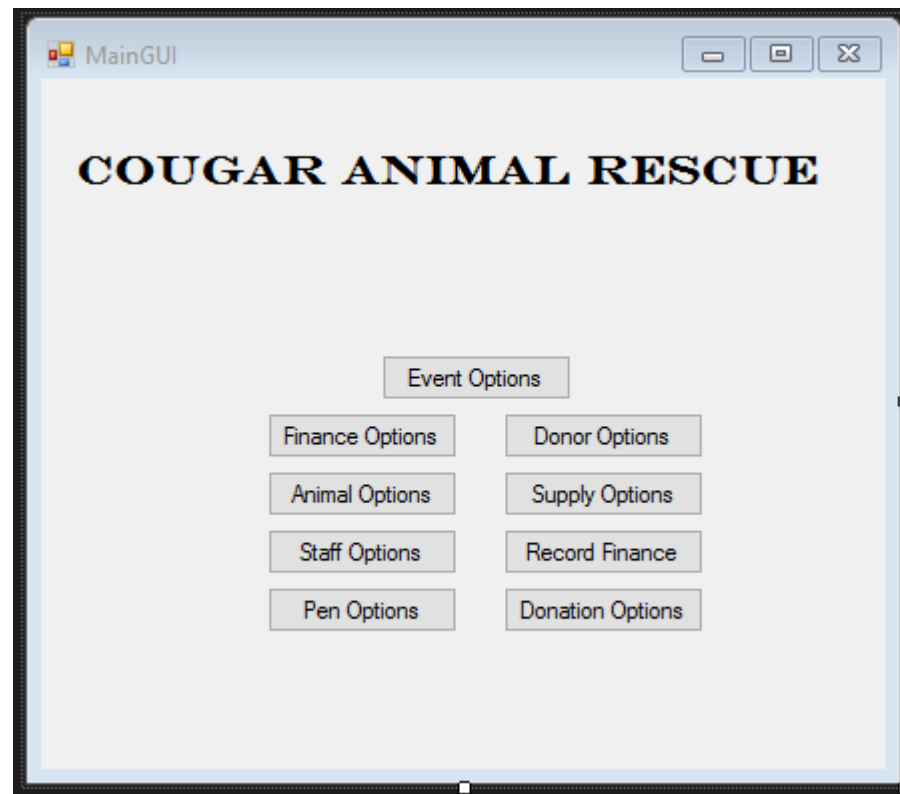 MainGUI
COUGAR ANIMAL RESCUE
Event Options
Finance Options Donor Options
Animal Options Supply Options
Staff Options Record Finance
Pen Options Donation Options